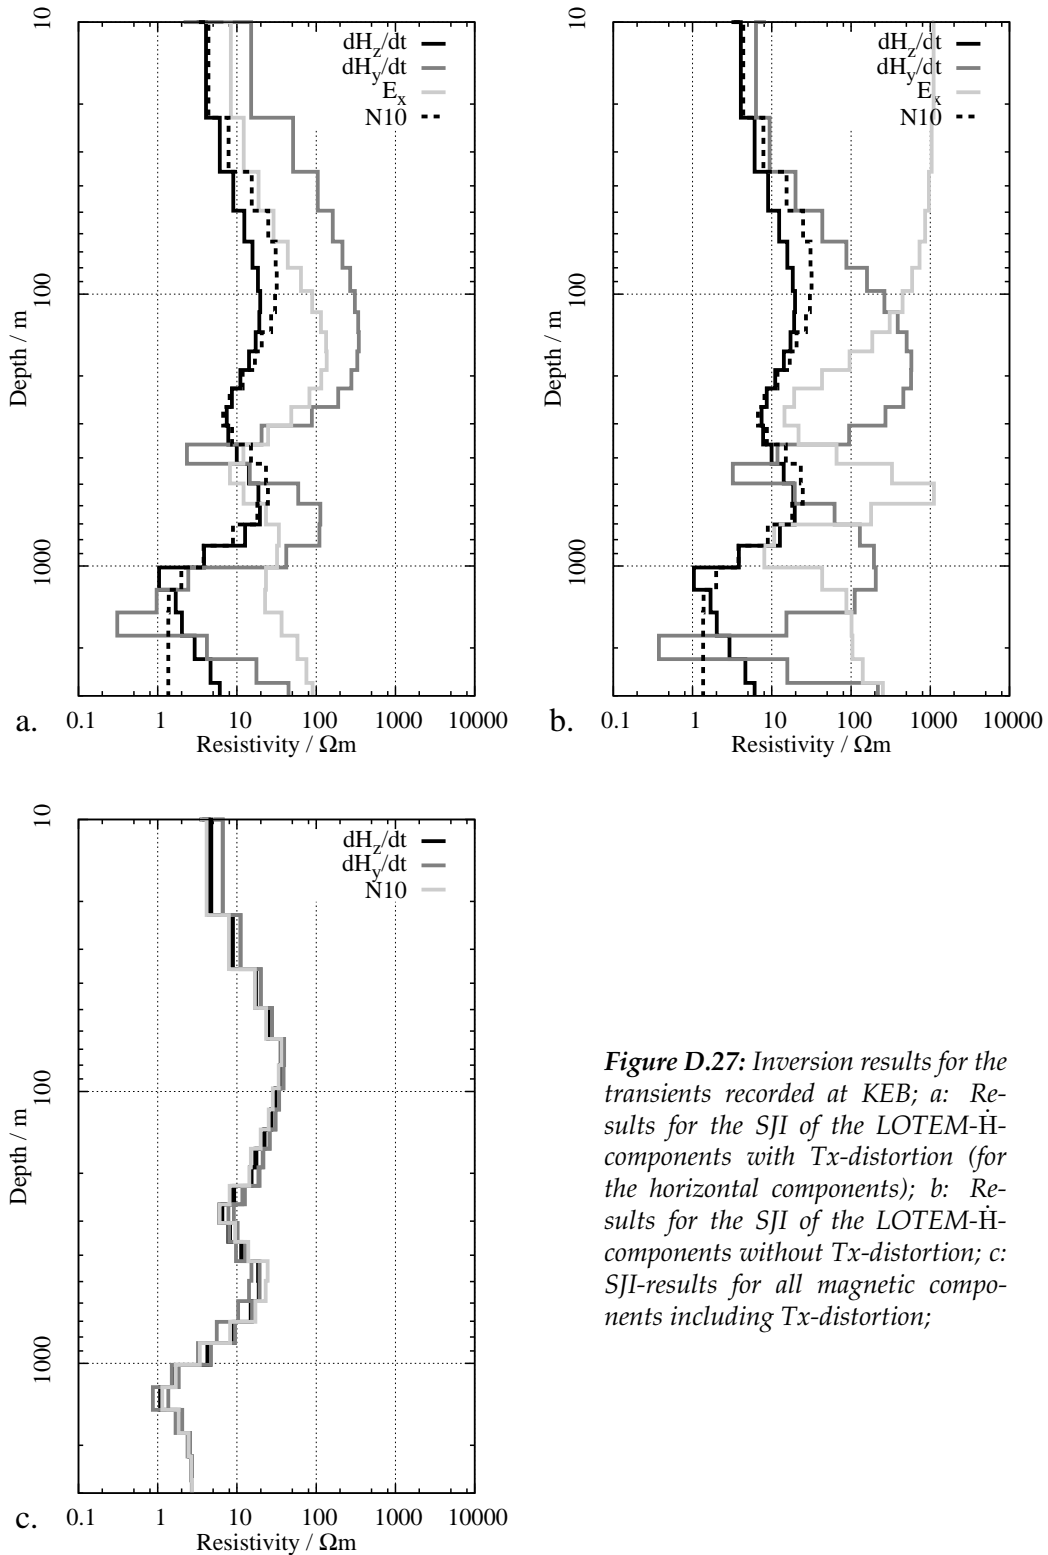 10
100
1000
Depth / m
dHz/dt
dHy/dt
Ex
N10
0.1 1 10 100 1000 10000
Resistivity / Ωm
a.
10
100
1000
Depth / m
dHz/dt
dHy/dt
Ex
N10
0.1 1 10 100 1000 10000
Resistivity / Ωm
b.
10
100
1000
Depth / m
dHz/dt
dHy/dt
N10
0.1 1 10 100 1000 10000
Resistivity / Ωm
c.
Figure D.27: Inversion results for the
transients recorded at KEB; a: Re-
sults for the SJI of the LOTEM-Ḣ-
components with Tx-distortion (for
the horizontal components); b: Re-
sults for the SJI of the LOTEM-Ḣ-
components without Tx-distortion; c:
SJI-results for all magnetic compo-
nents including Tx-distortion;